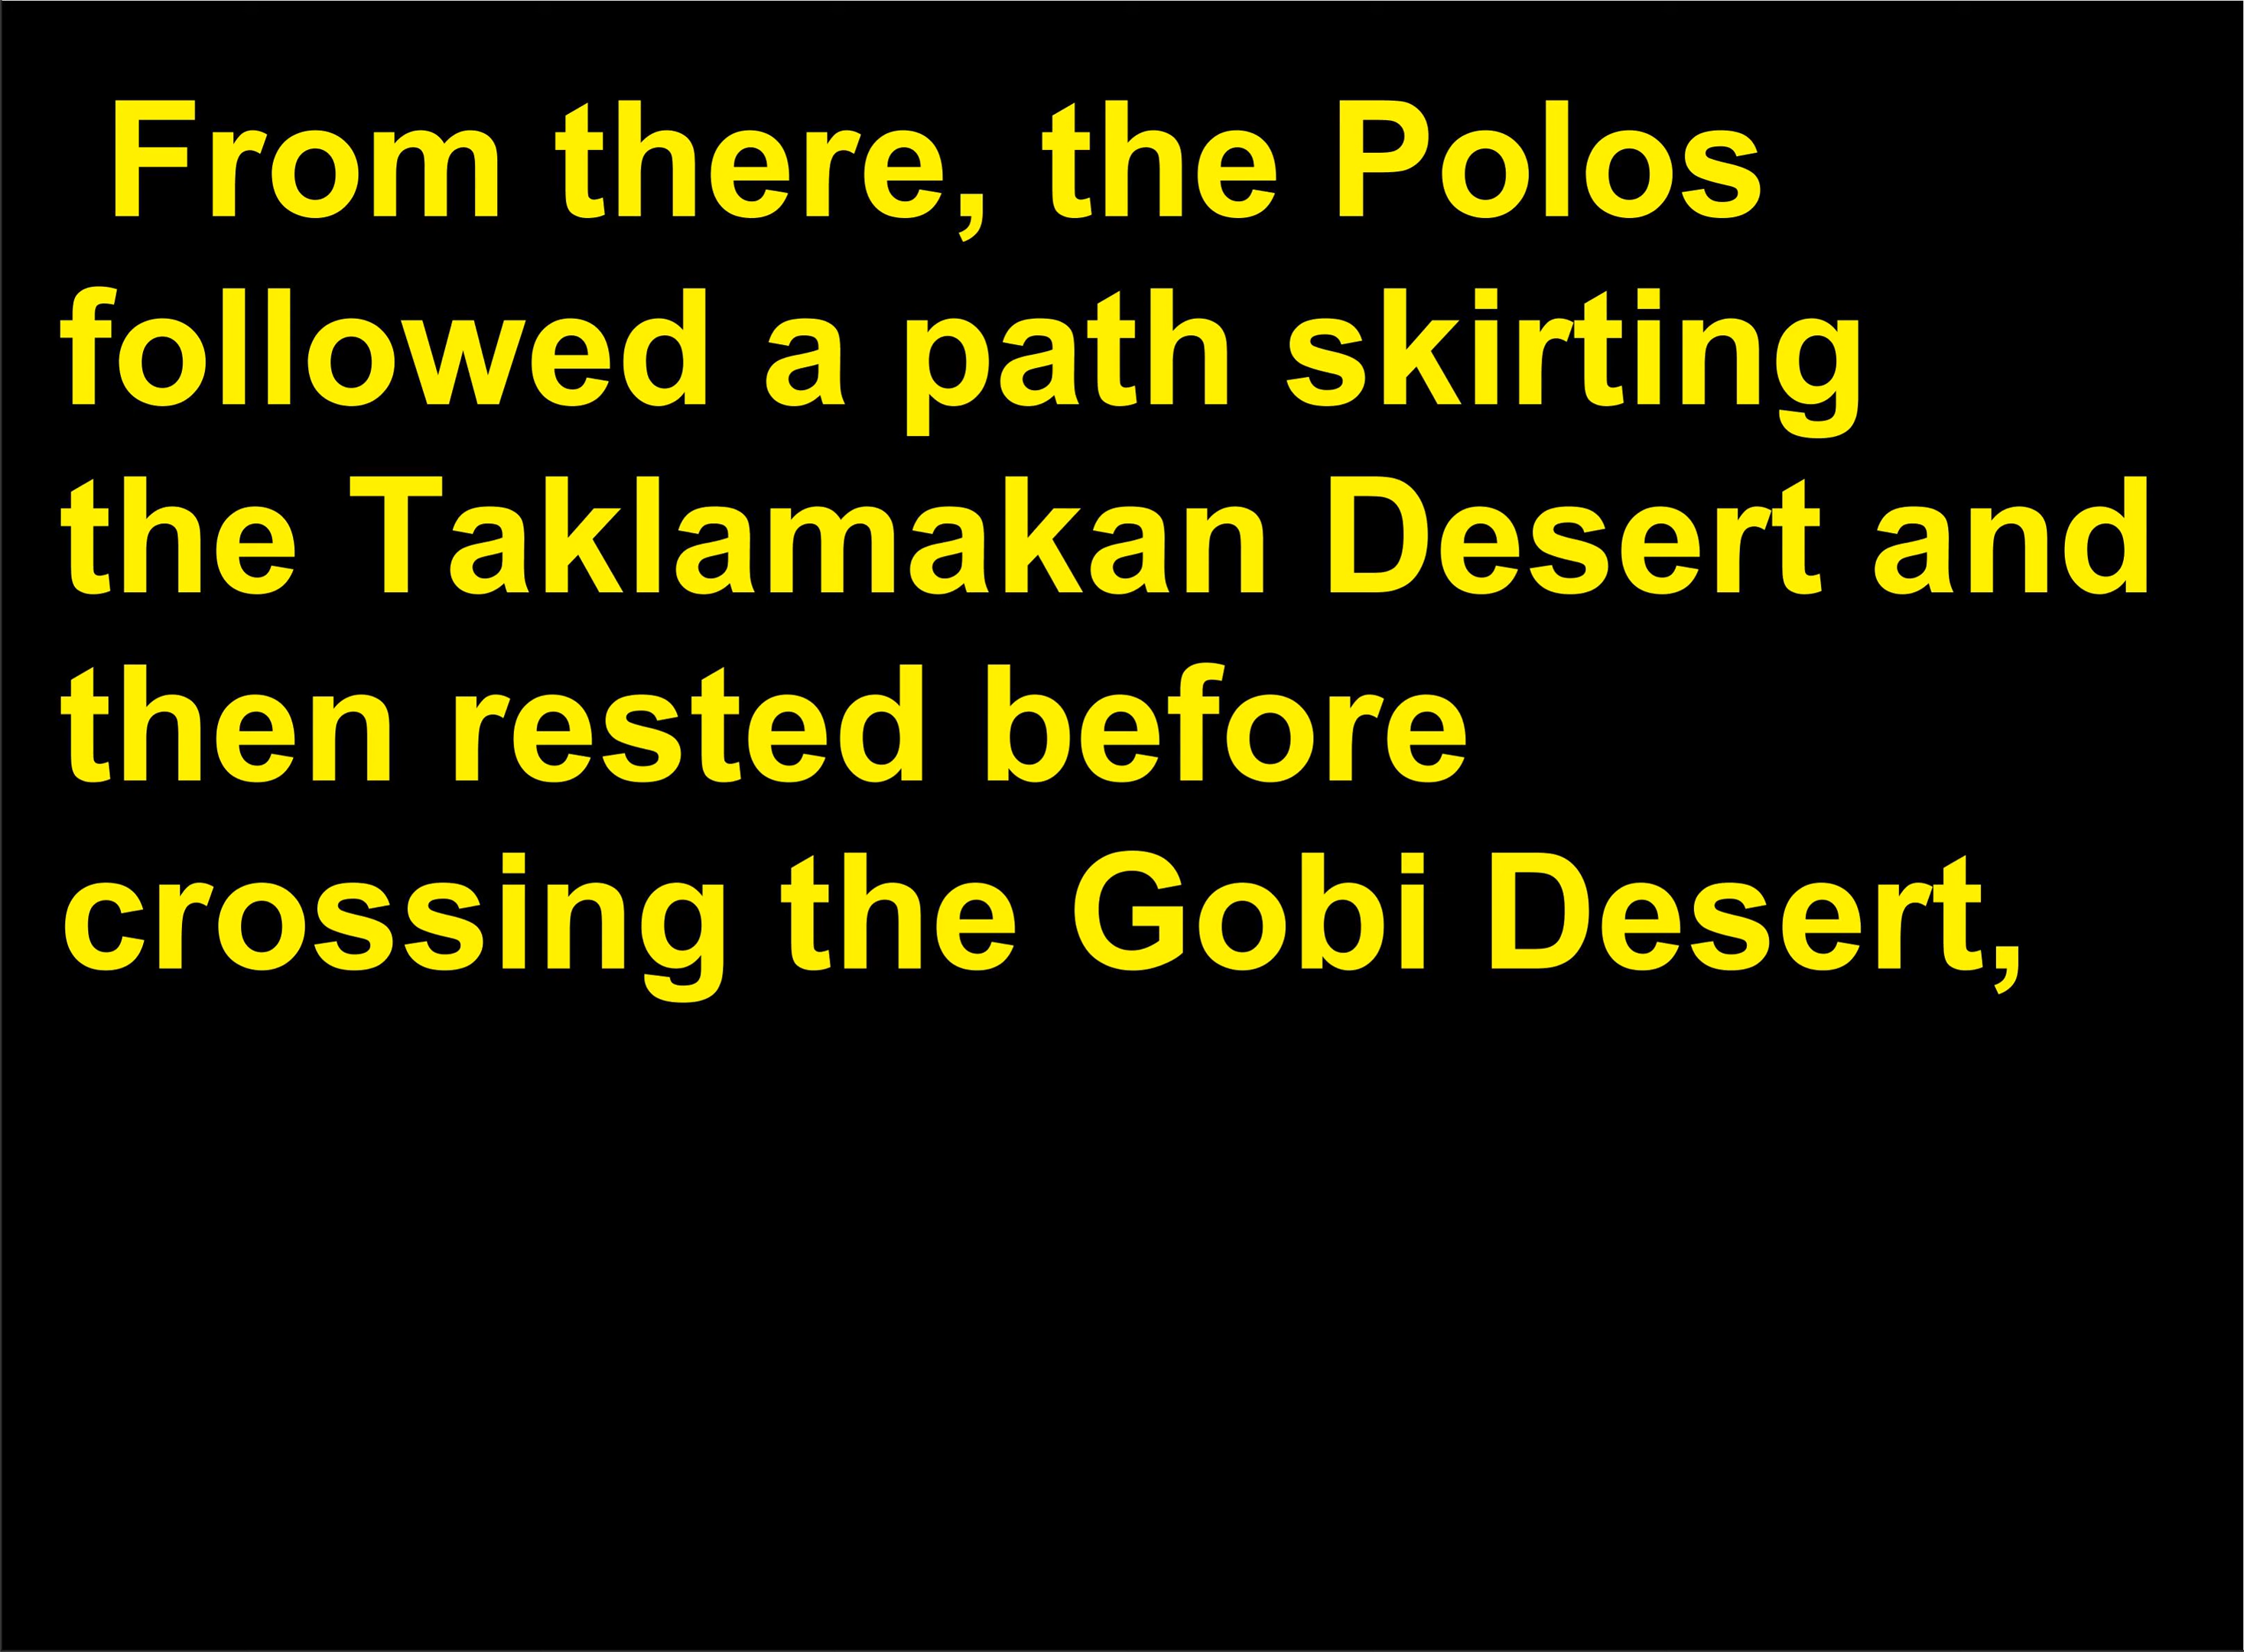 From there, the Polos
followed a path skirting
the Taklamakan Desert and
then rested before
crossing the Gobi Desert,